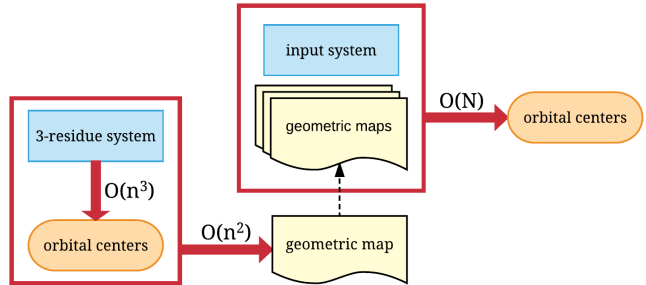 input system
geometric maps
O(N)
orbital centers
3-residue system
O(n³)
orbital centers
O(n²)
geometric map